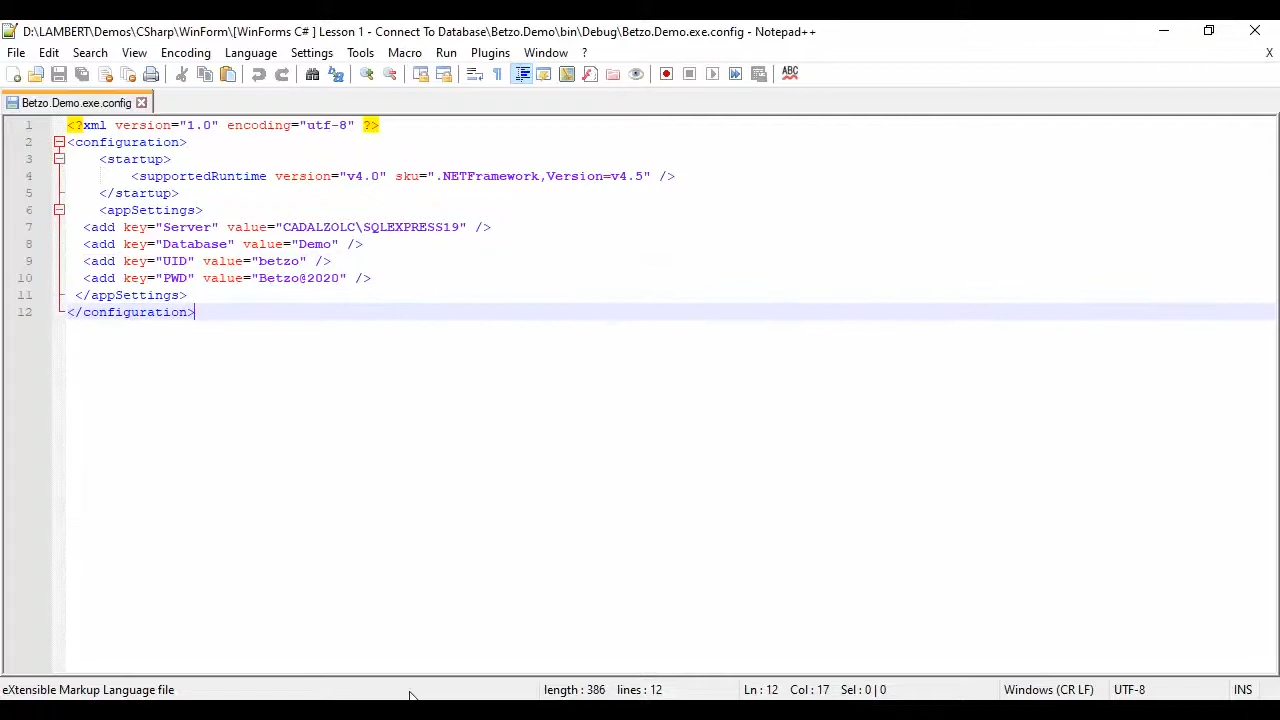 D:\LAMBERT\Demos\CSharp\WinForm\[WinForms C# ] Lesson 1 - Connect To Database\Betzo.Demo\bin\Debug\Betzo.Demo.exe.config - Notepad++
File Edit Search View Encoding Language Settings Tools Macro Run Plugins Window ? X
ABC
Betzo.Demo.exe.config
1 <?xml version="1.0" encoding="utf-8" ?>
2 <configuration>
3     <startup>
4         <supportedRuntime version="v4.0" sku=".NETFramework,Version=v4.5" />
5     </startup>
6     <appSettings>
7   <add key="Server" value="CADALZOLC\SQLEXPRESS19" />
8   <add key="Database" value="Demo" />
9   <add key="UID" value="betzo" />
10   <add key="PWD" value="Betzo@2020" />
11  </appSettings>
12 </configuration>
eXtensible Markup Language file length : 386 lines : 12 Ln : 12 Col : 17 Sel : 0 | 0 Windows (CR LF) UTF-8 INS